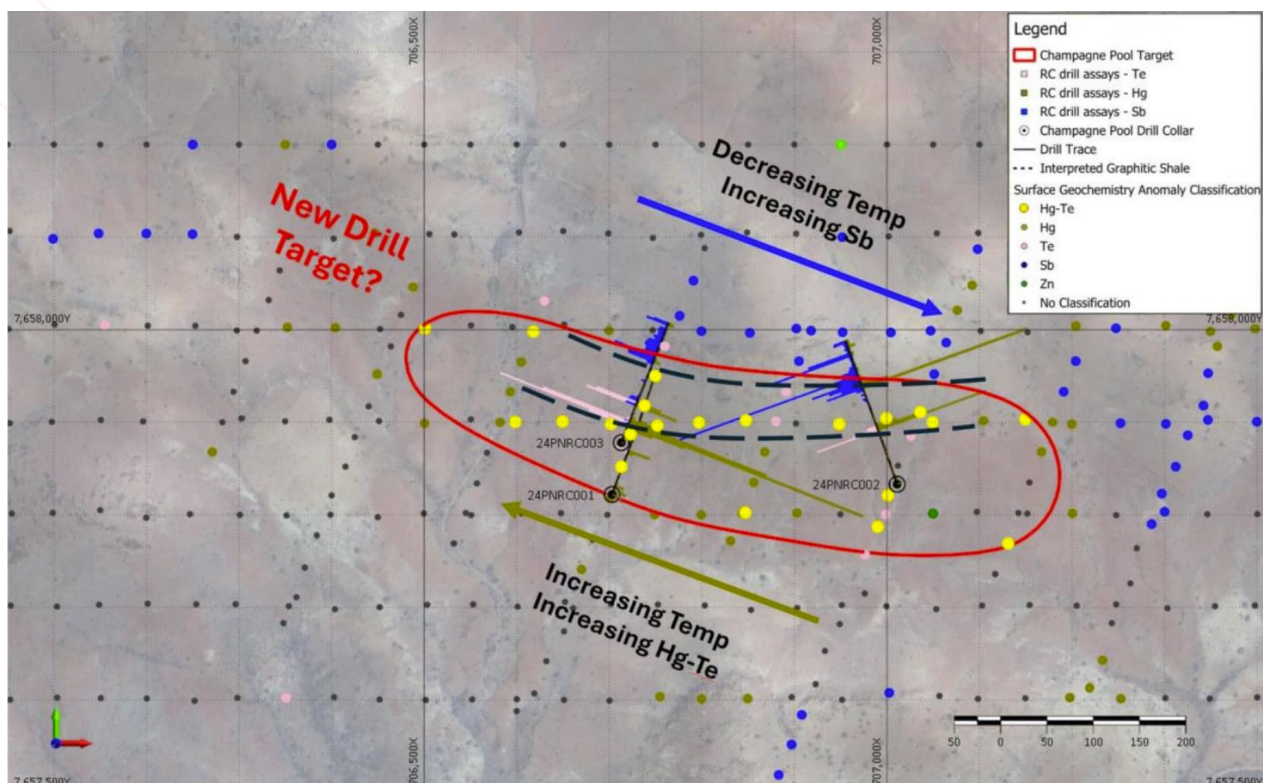 706,500X
707,000X
Legend
Champagne Pool Target
RC drill assays - Te
RC drill assays - Hg
RC drill assays - Sb
Champagne Pool Drill Collar
Drill Trace
Interpreted Graphitic Shale
Surface Geochemistry Anomaly Classification
Hg-Te
Hg
Te
Sb
Zn
No Classification
Decreasing Temp
Increasing Sb
New Drill
Target?
7,658,000Y
7,658,000Y
24PNRC003
24PNRC001
24PNRC002
Increasing Temp
Increasing Hg-Te
50 0 50 100 150 200
7,657,500Y
706,500X
707,000X
7,657,500Y